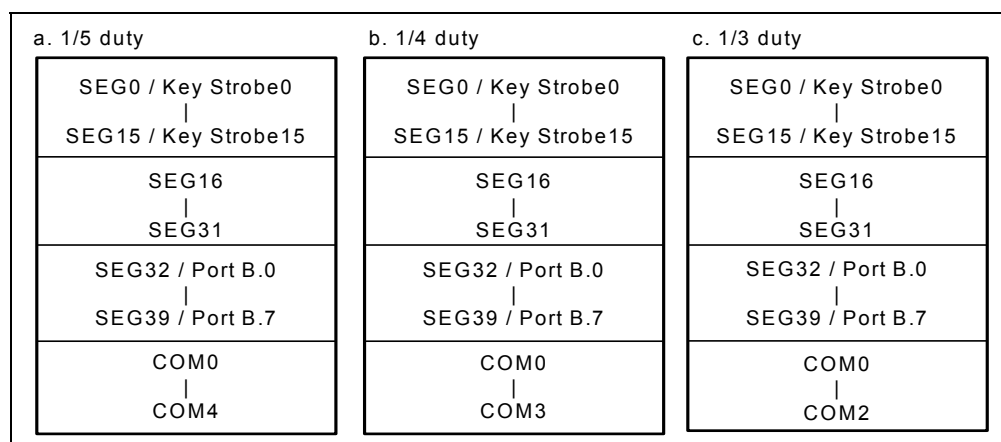 a. 1/5 duty
SEG0 / Key Strobe0
|
SEG15 / Key Strobe15
SEG16
|
SEG31
SEG32 / Port B.0
|
SEG39 / Port B.7
COM0
|
COM4
b. 1/4 duty
SEG0 / Key Strobe0
|
SEG15 / Key Strobe15
SEG16
|
SEG31
SEG32 / Port B.0
|
SEG39 / Port B.7
COM0
|
COM3
c. 1/3 duty
SEG0 / Key Strobe0
|
SEG15 / Key Strobe15
SEG16
|
SEG31
SEG32 / Port B.0
|
SEG39 / Port B.7
COM0
|
COM2